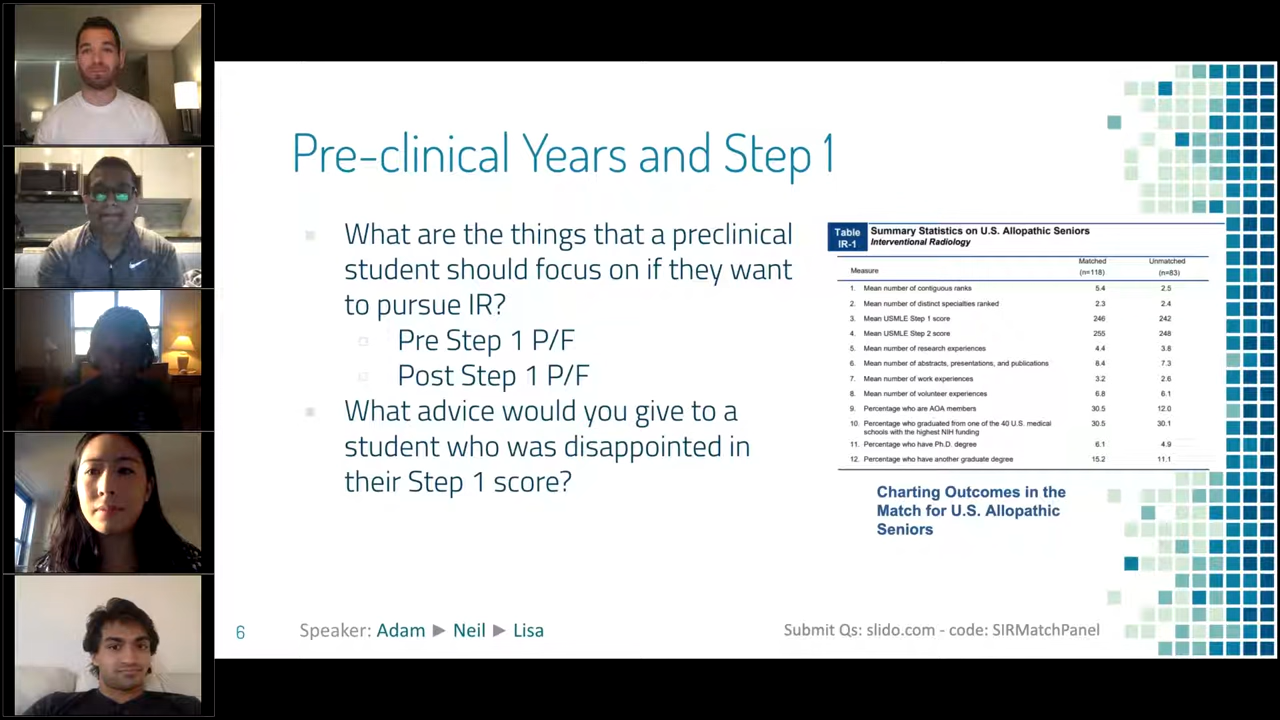 Pre-clinical Years and Step 1
What are the things that a preclinical
student should focus on if they want
to pursue IR?
Pre Step 1 P/F
Post Step 1 P/F
What advice would you give to a
student who was disappointed in
their Step 1 score?
Table IR-1
Summary Statistics on U.S. Allopathic Seniors
Interventional Radiology
Measure Matched (n=118) Unmatched (n=83)
1. Mean number of contiguous ranks 5.4 2.5
2. Mean number of distinct specialties ranked 2.3 2.4
3. Mean USMLE Step 1 score 246 242
4. Mean USMLE Step 2 score 255 248
5. Mean number of research experiences 4.4 3.8
6. Mean number of abstracts, presentations, and publications 8.4 7.3
7. Mean number of work experiences 3.2 2.6
8. Mean number of volunteer experiences 6.8 6.1
9. Percentage who are AOA members 30.5 12.0
10. Percentage who graduated from one of the 40 U.S. medical 30.5 30.1
schools with the highest NIH funding
11. Percentage who have Ph.D. degree 6.1 4.9
12. Percentage who have another graduate degree 15.2 11.1
Charting Outcomes in the
Match for U.S. Allopathic
Seniors
6 Speaker: Adam ▶ Neil ▶ Lisa
Submit Qs: slido.com - code: SIRMatchPanel